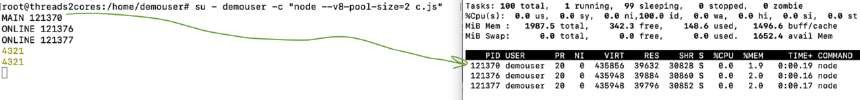 root@threads2cores:/home/demouser# su - demouser -c "node --v8-pool-size=2 c.js"
MAIN 121370
ONLINE 121376
ONLINE 121377
4321
4321
Tasks: 100 total, 1 running, 99 sleeping, 0 stopped, 0 zombie
%Cpu(s): 0.0 us, 0.0 sy, 0.0 ni,100.0 id, 0.0 wa, 0.0 hi, 0.0 si, 0.0 st
MiB Mem : 1987.5 total, 342.3 free, 148.6 used, 1496.6 buff/cache
MiB Swap: 0.0 total, 0.0 free, 0.0 used. 1652.4 avail Mem
PID USER PR NI VIRT RES SHR S %CPU %MEM TIME+ COMMAND
121370 demouser 20 0 435856 39632 30828 S 0.0 1.9 0:00.19 node
121376 demouser 20 0 435948 39884 30860 S 0.0 2.0 0:00.16 node
121377 demouser 20 0 435948 39796 30852 S 0.0 2.0 0:00.17 node